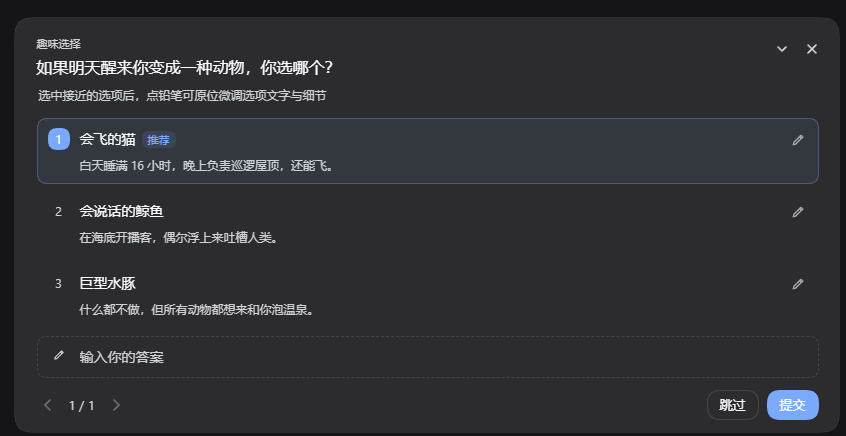 趣味选择
如果明天醒来你变成一种动物，你选哪个？
选中接近的选项后，点铅笔可原位微调选项文字与细节
1 会飞的猫 推荐
白天睡满 16 小时，晚上负责巡逻屋顶，还能飞。
2 会说话的鲸鱼
在海底开播客，偶尔浮上来吐槽人类。
3 巨型水豚
什么都不做，但所有动物都想来和你泡温泉。
输入你的答案
1 / 1
跳过 提交